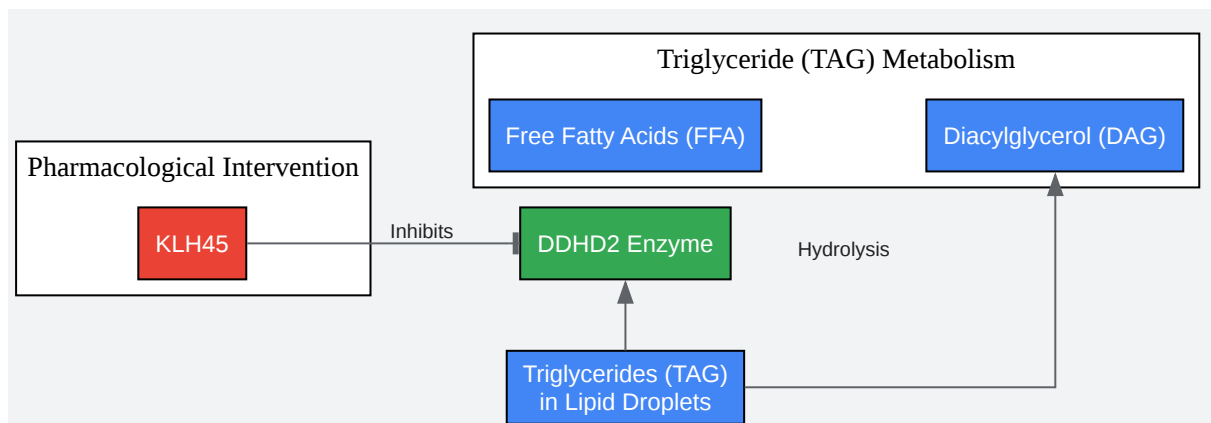 Triglyceride (TAG) Metabolism
Free Fatty Acids (FFA)
Diacylglycerol (DAG)
Pharmacological Intervention
KLH45
Inhibits
DDHD2 Enzyme
Hydrolysis
Triglycerides (TAG)
in Lipid Droplets